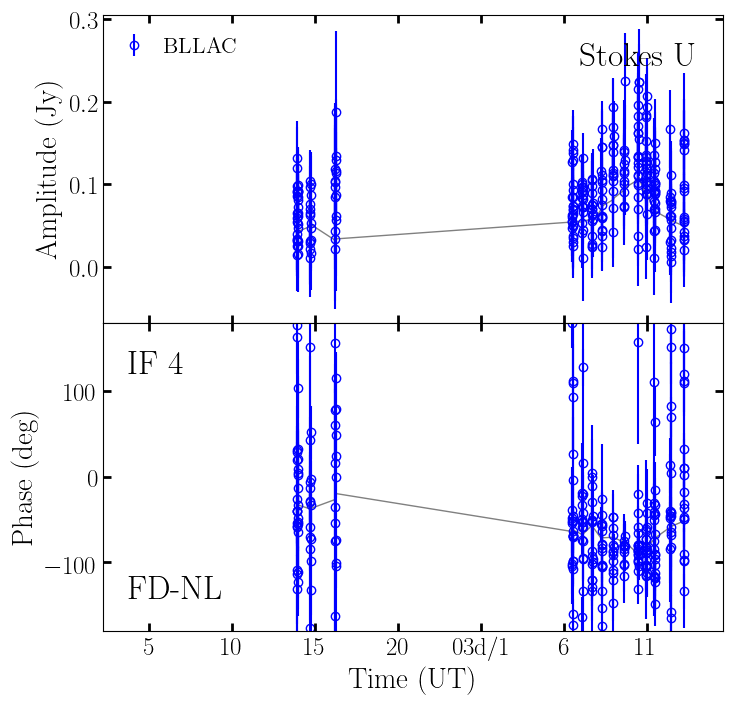 BLLAC
Stokes U
0.3
0.2
0.1
0.0
Amplitude (Jy)
IF 4
FD-NL
100
0
−100
Phase (deg)
5
10
15
20
03d/1
6
11
Time (UT)